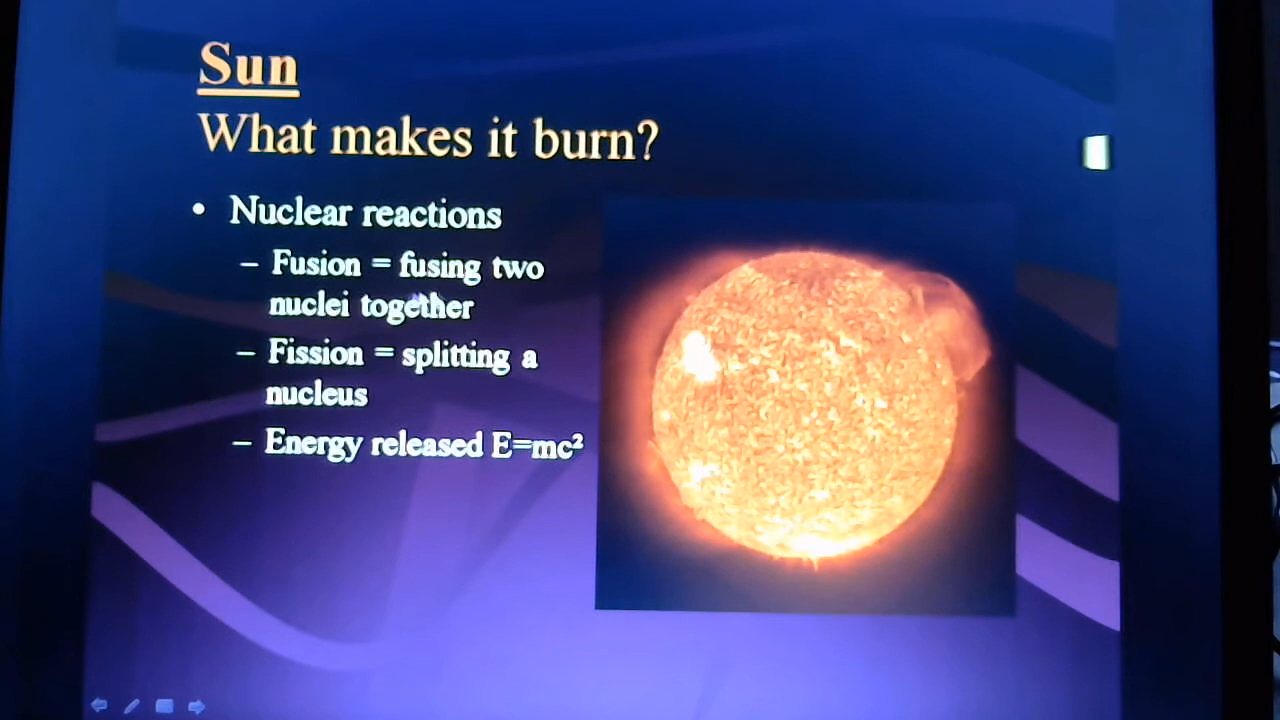 Sun
What makes it burn?
• Nuclear reactions
– Fusion = fusing two
nuclei together
– Fission = splitting a
nucleus
– Energy released E=mc²